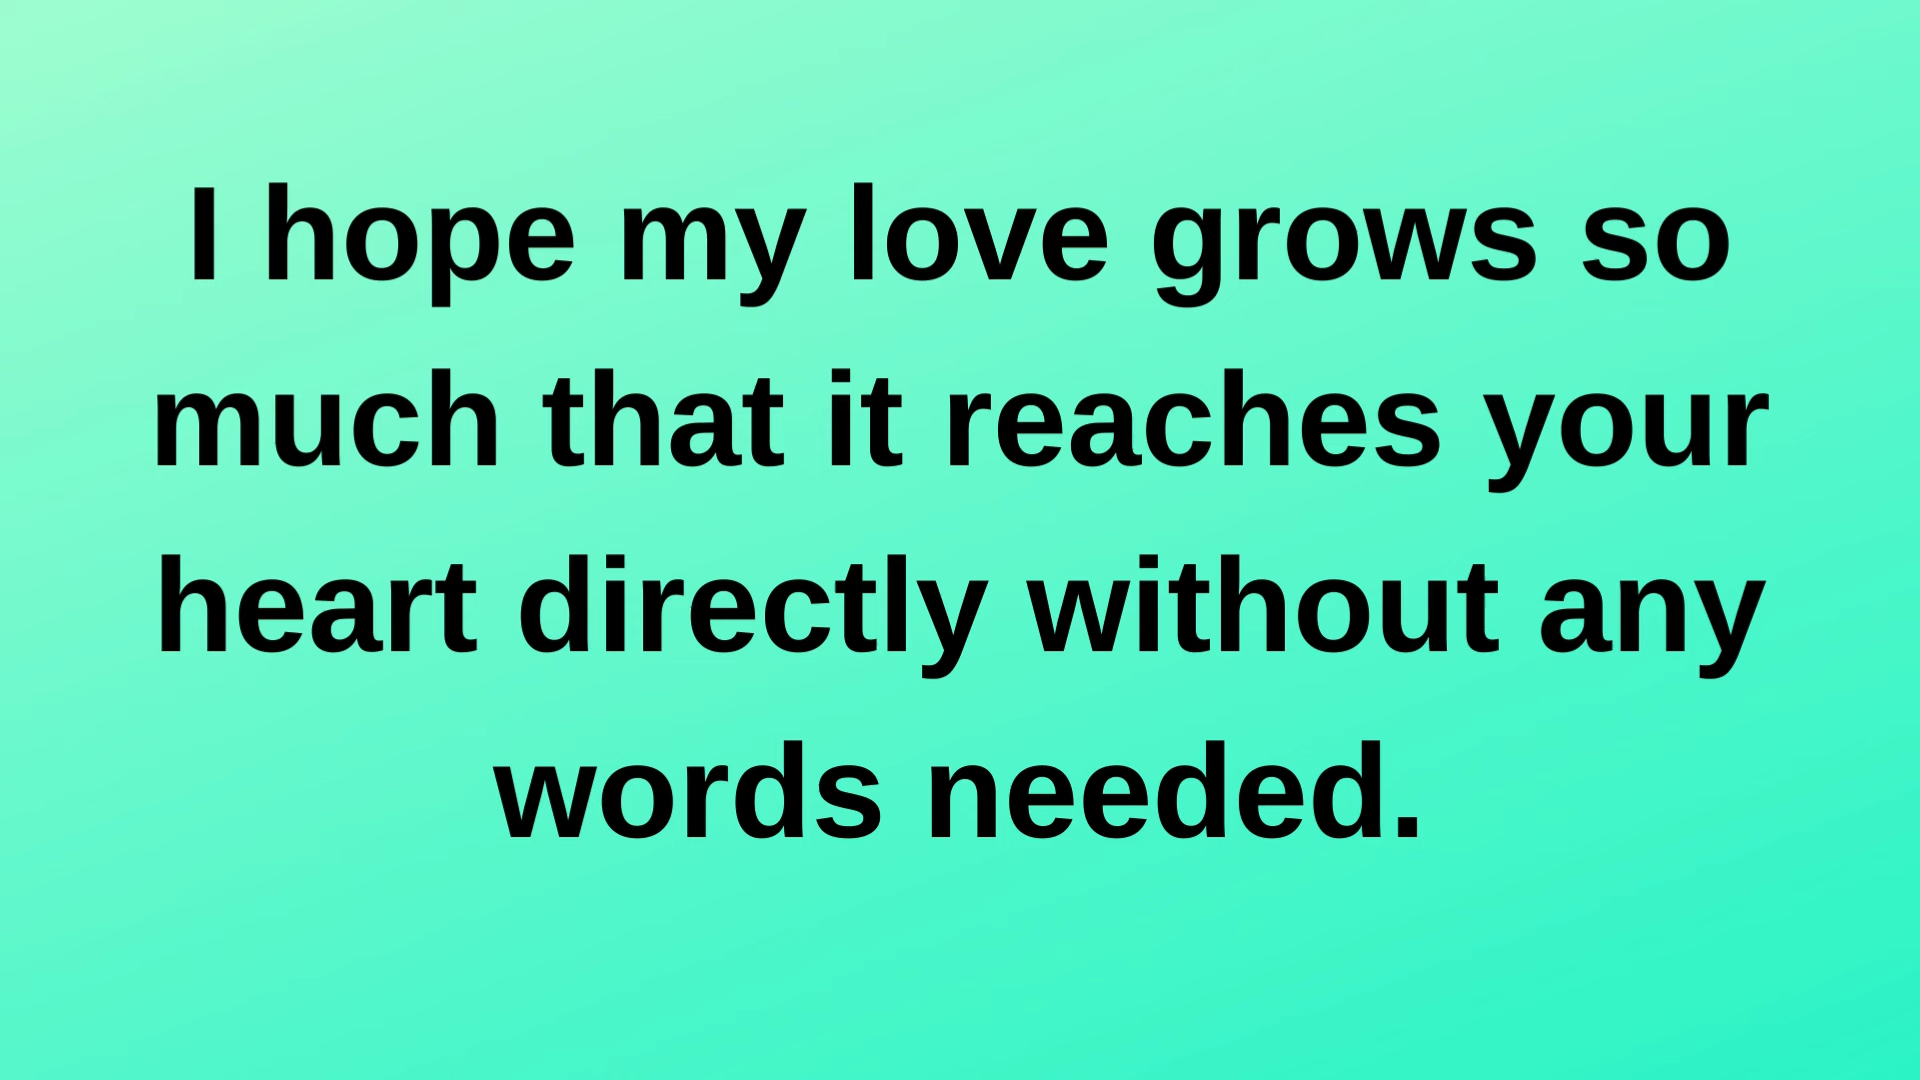 I hope my love grows so
much that it reaches your
heart directly without any
words needed.